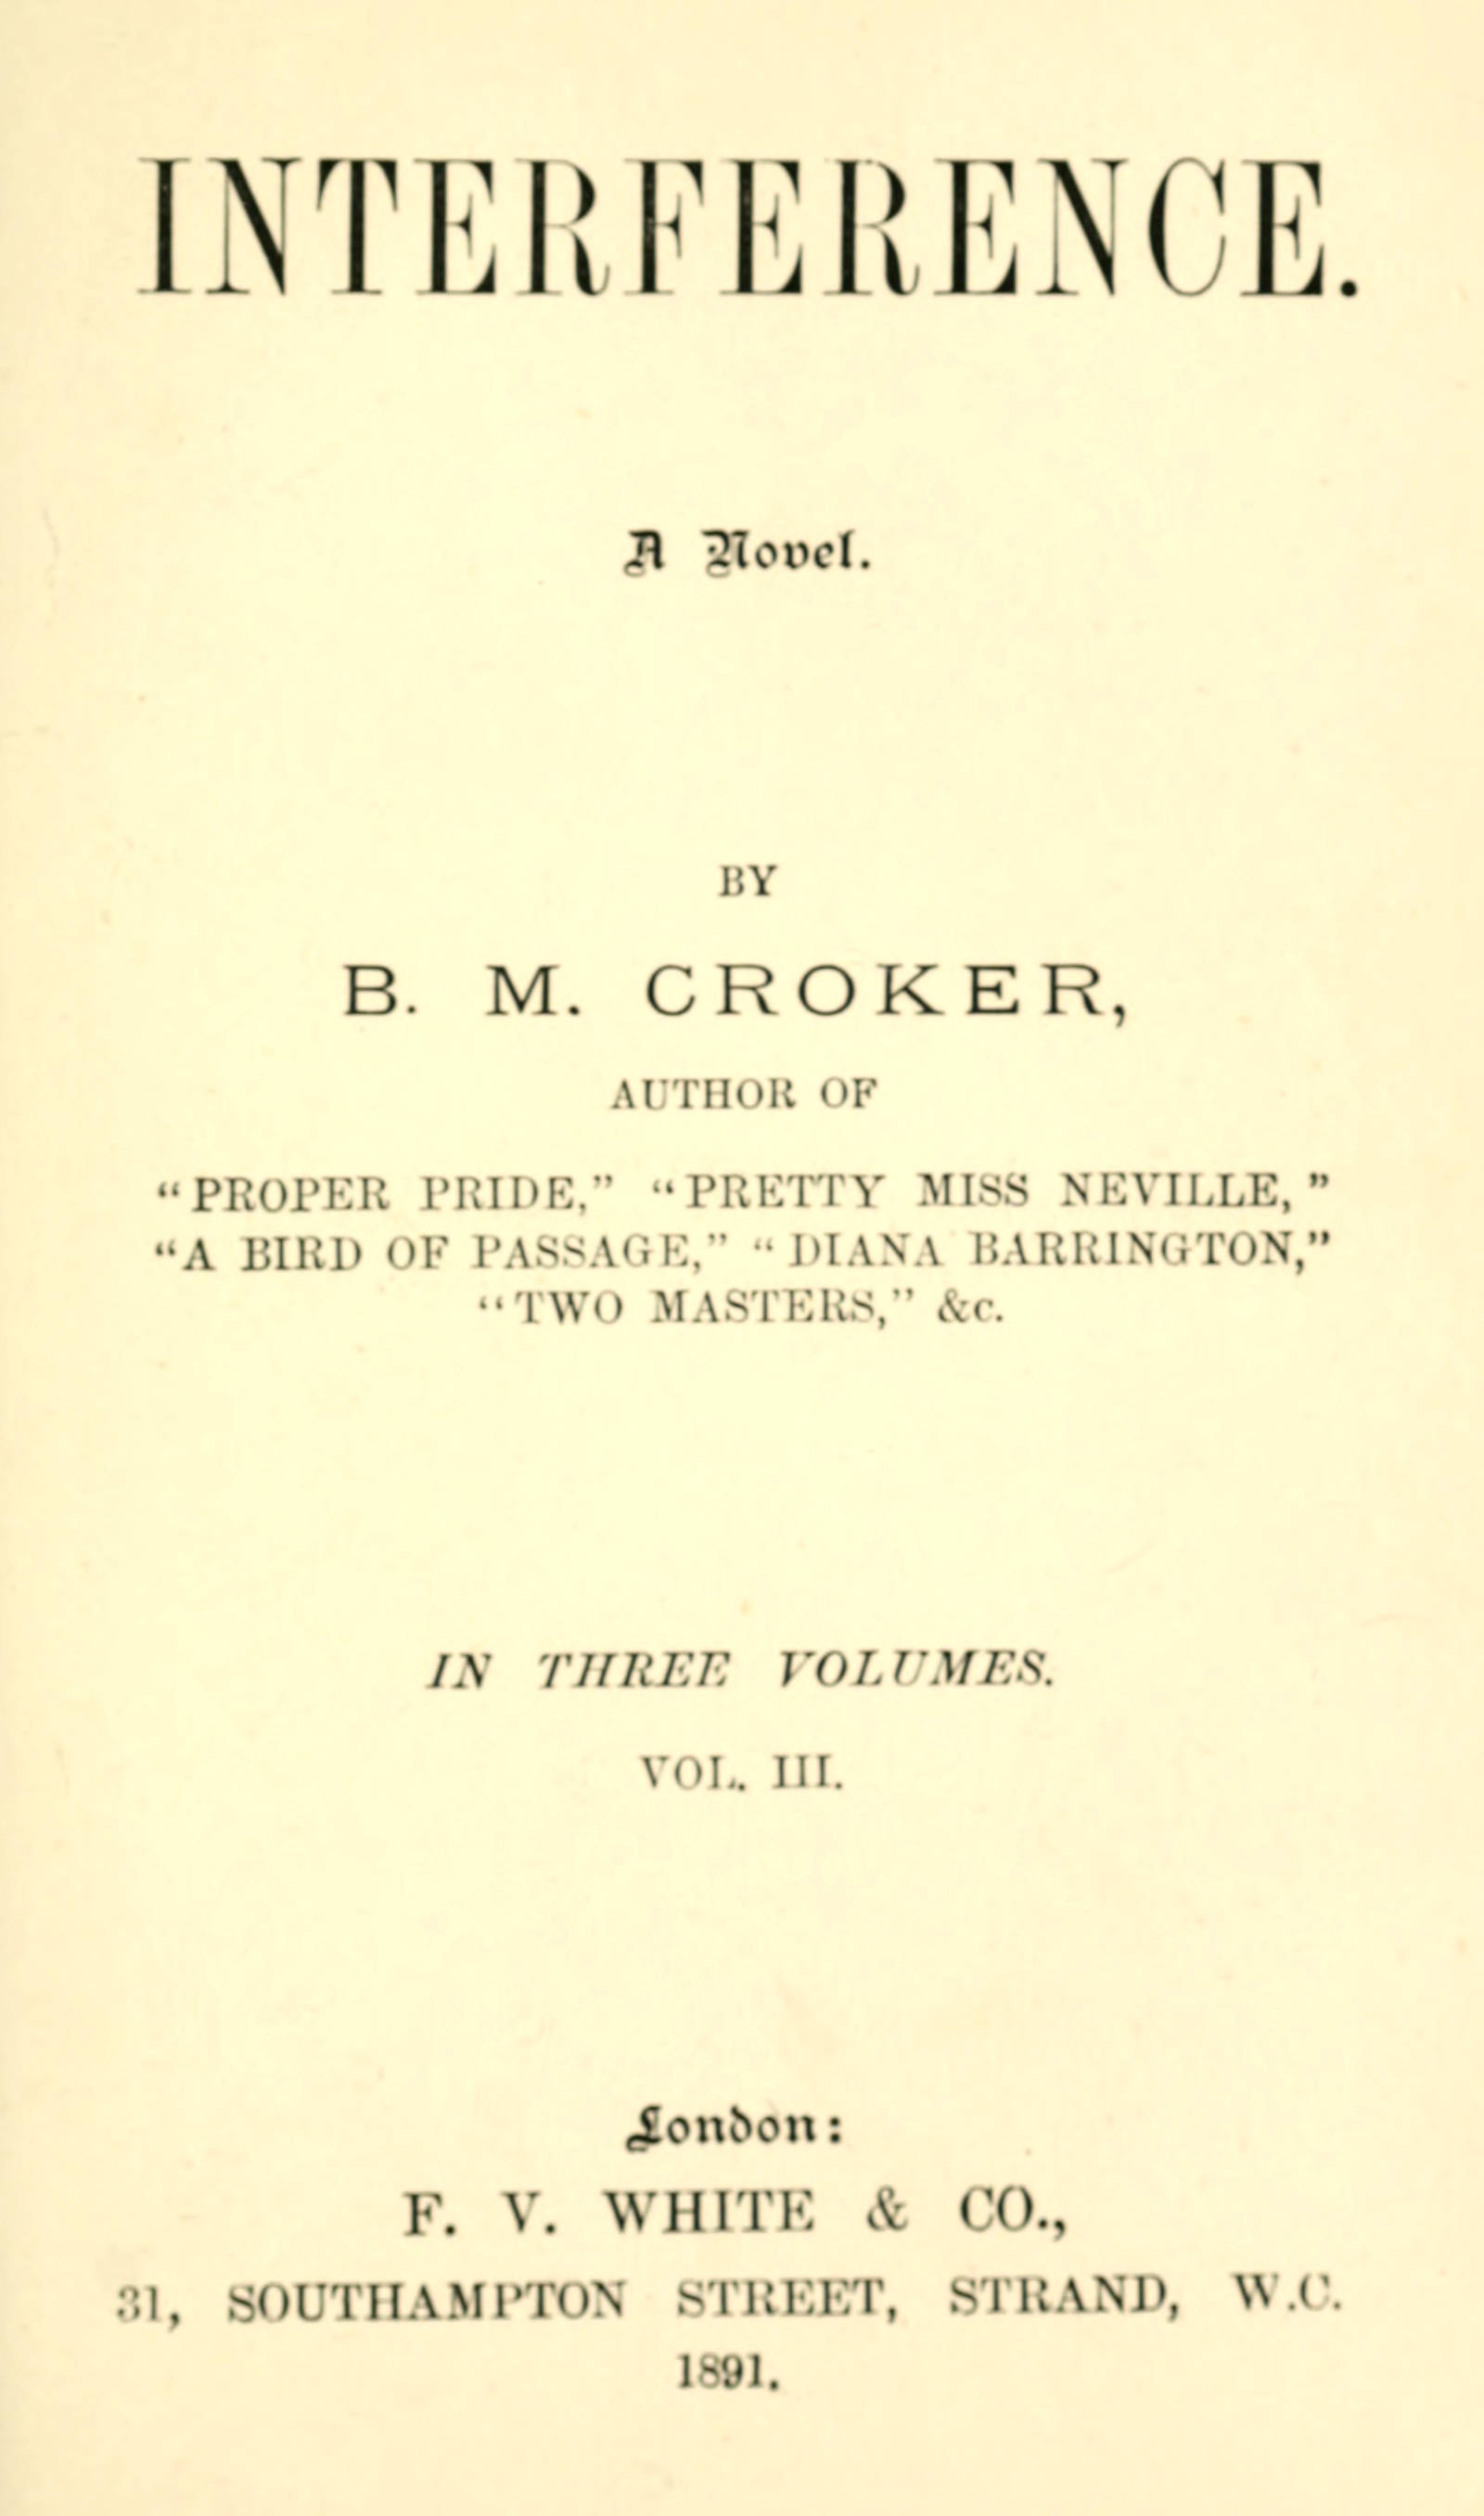 INTERFERENCE.
A Novel.
BY
B. M. CROKER,
AUTHOR OF
“PROPER PRIDE,” “PRETTY MISS NEVILLE,”
“A BIRD OF PASSAGE,” “DIANA BARRINGTON,”
“TWO MASTERS,” &c.
IN THREE VOLUMES.
VOL. III.
London:
F. V. WHITE & CO.,
31, SOUTHAMPTON STREET, STRAND, W.C.
1891.